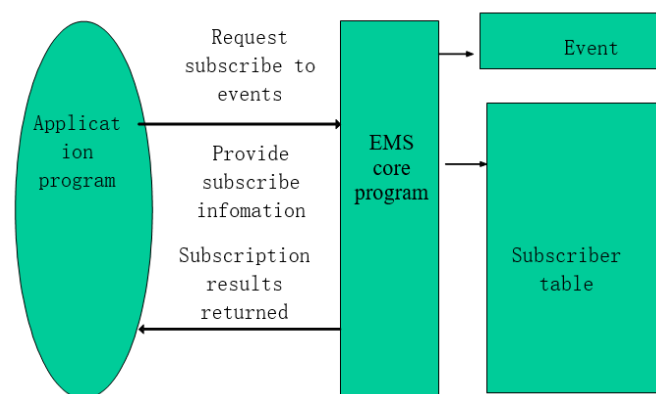 Request
subscribe to
events
Event
Applicat
ion
program
EMS
core
program
Provide
subscribe
infomation
Subscription
results
returned
Subscriber
table